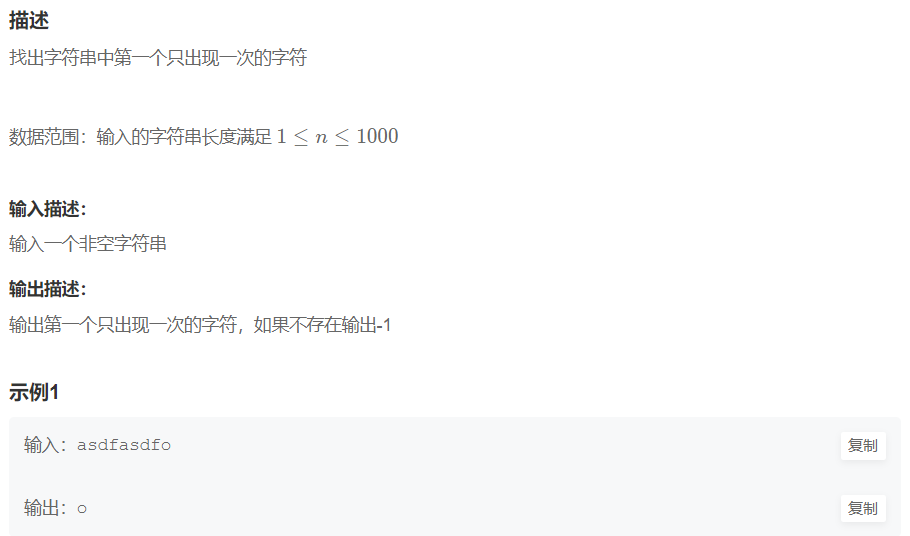 描述
找出字符串中第一个只出现一次的字符
数据范围：输入的字符串长度满足 1 ≤ n ≤ 1000
输入描述：
输入一个非空字符串
输出描述：
输出第一个只出现一次的字符，如果不存在输出-1
示例1
输入：asdfasdfo
复制
输出：o
复制